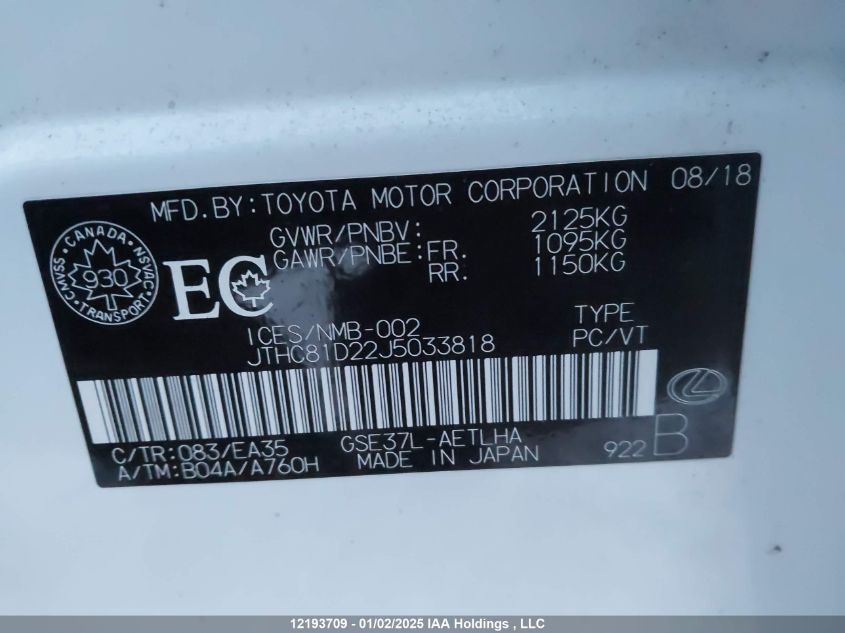 MFD.BY:TOYOTA MOTOR CORPORATION 08/18
GVWR/PNBV: 2125KG
GAWR/PNBE:FR. 1095KG
RR. 1150KG
CANADA
CMVSS NSVAC
930
TRANSPORT
EC
ICES/NMB-002 TYPE
JTHC81D22J5033818 PC/VT
C/TR:083/EA35 GSE37L-AETLHA
A/TM:B04A/A760H MADE IN JAPAN 922 B
12193709 - 01/02/2025 IAA Holdings , LLC